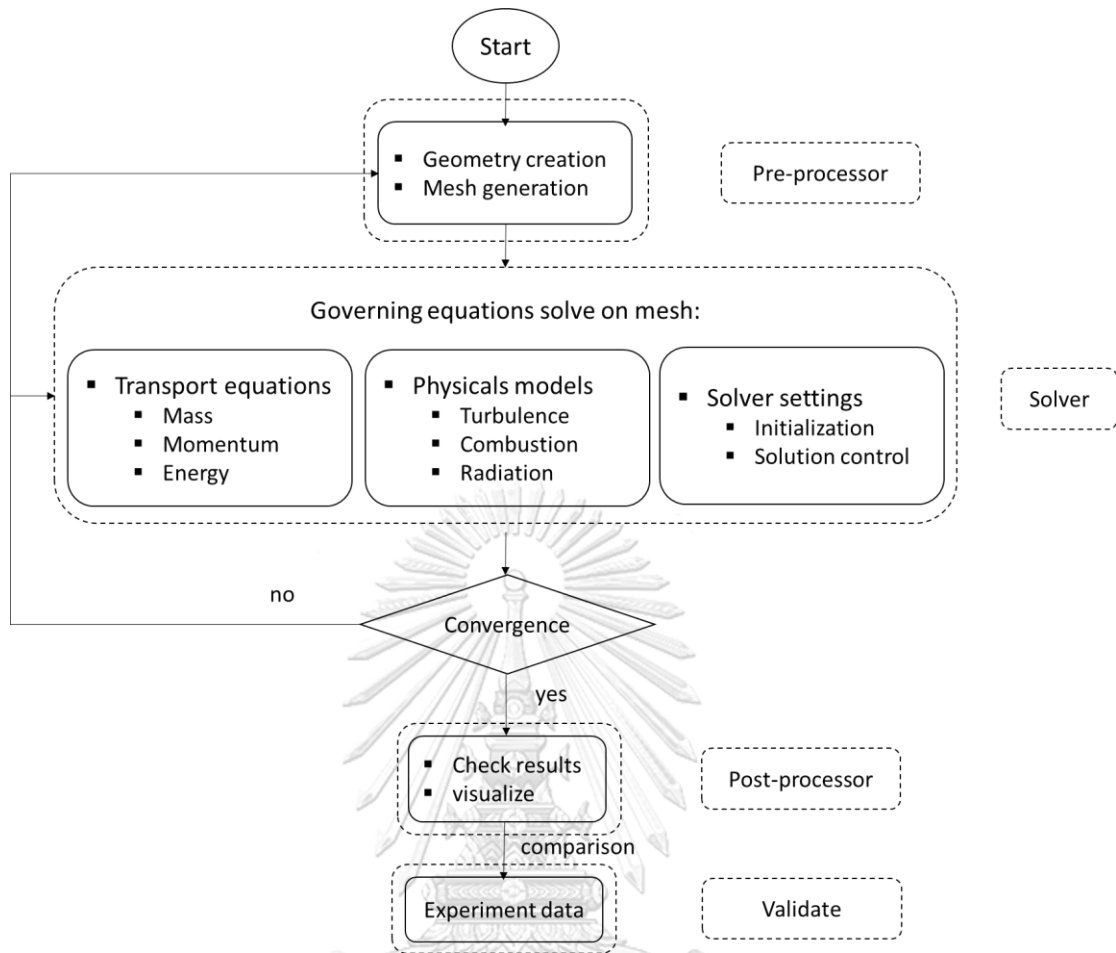 Start
▪ Geometry creation
▪ Mesh generation
Pre-processor
Governing equations solve on mesh:
▪ Transport equations
▪ Mass
▪ Momentum
▪ Energy
▪ Physicals models
▪ Turbulence
▪ Combustion
▪ Radiation
▪ Solver settings
▪ Initialization
▪ Solution control
Solver
no
Convergence
yes
▪ Check results
▪ visualize
Post-processor
comparison
Experiment data
Validate